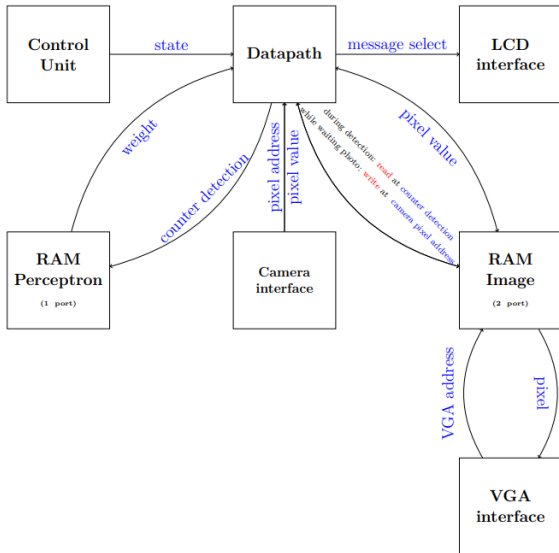 Control
Unit
state
Datapath
message select
LCD
interface
weight
counter detection
pixel address
pixel value
during detection: read at counter detection
while waiting photo: write at camera pixel address
pixel value
RAM
Perceptron
(1 port)
Camera
interface
RAM
Image
(2 port)
VGA address
pixel
VGA
interface